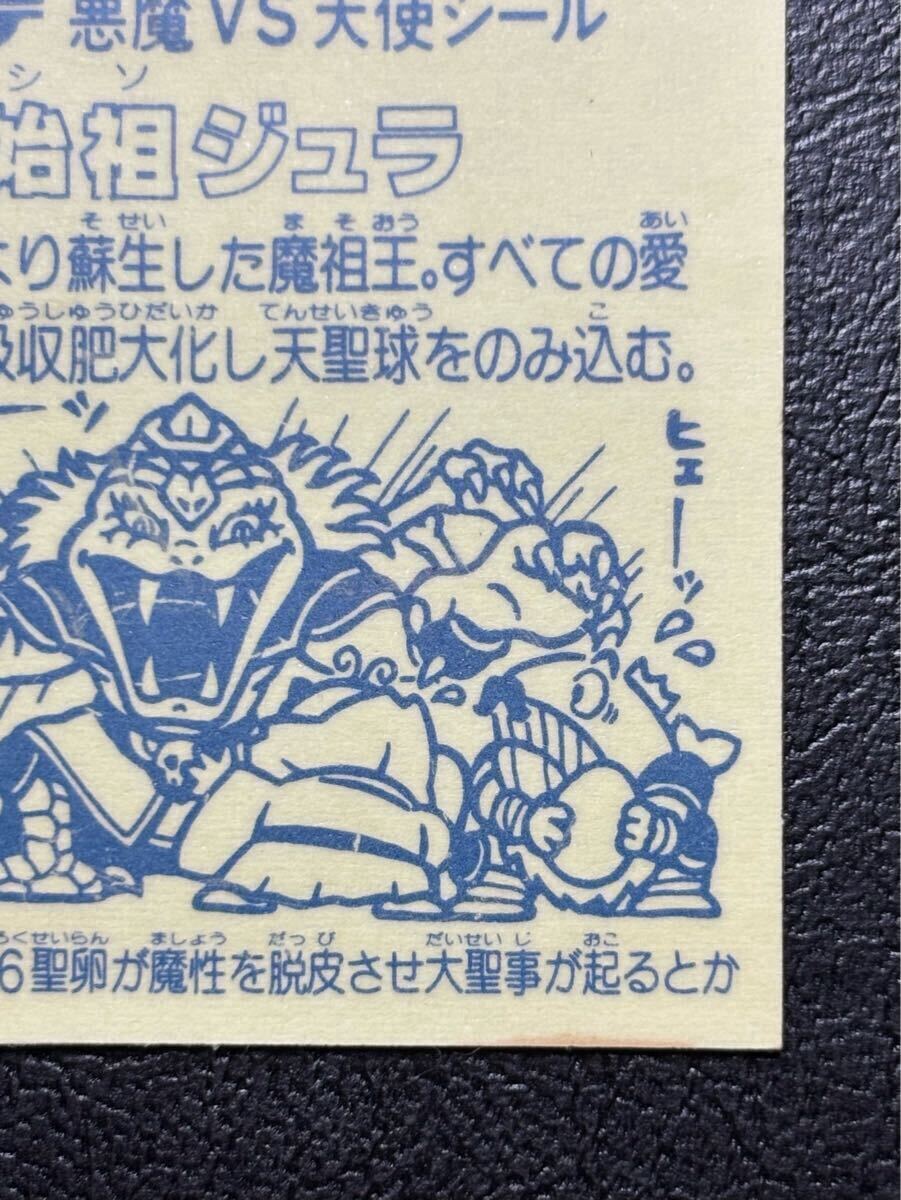 悪魔VS天使シール
シソ
始祖ジュラ
そせい まそおう あい
より蘇生した魔祖王。すべての愛
ゅうしゅうひだいか てんせいきゅう こ
吸収肥大化し天聖球をのみ込む。
ヒューッ
ろくせいらん ましょう だっぴ だいせいじ おこ
6聖卵が魔性を脱皮させ大聖事が起るとか